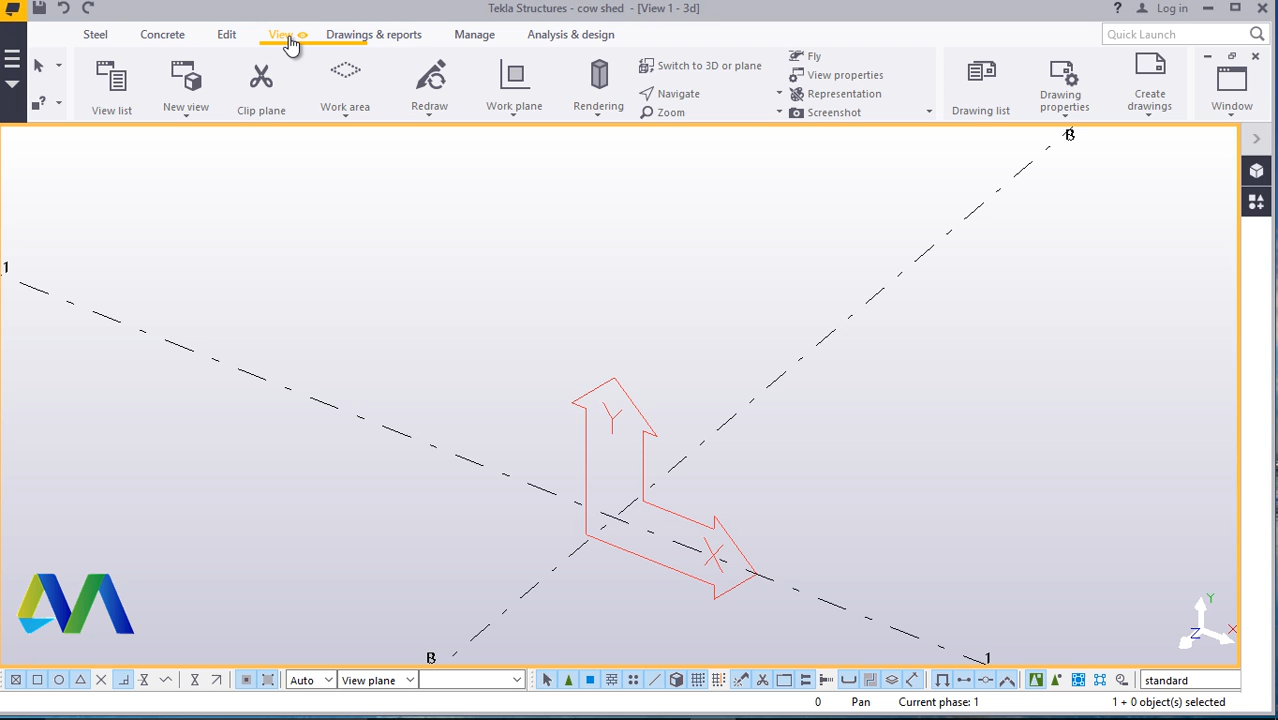 Tekla Structures - cow shed - [View 1 - 3d]
? Log in
Steel Concrete Edit View Drawings & reports Manage Analysis & design Quick Launch
View list New view Clip plane Work area Redraw Work plane Rendering
Switch to 3D or plane
Navigate
Zoom
Fly
View properties
Representation
Screenshot
Drawing list
Drawing properties
Create drawings
Window
B
1
Y
X
B
1
Y
X
Z
Auto View plane standard
0 Pan Current phase: 1 1 + 0 object(s) selected